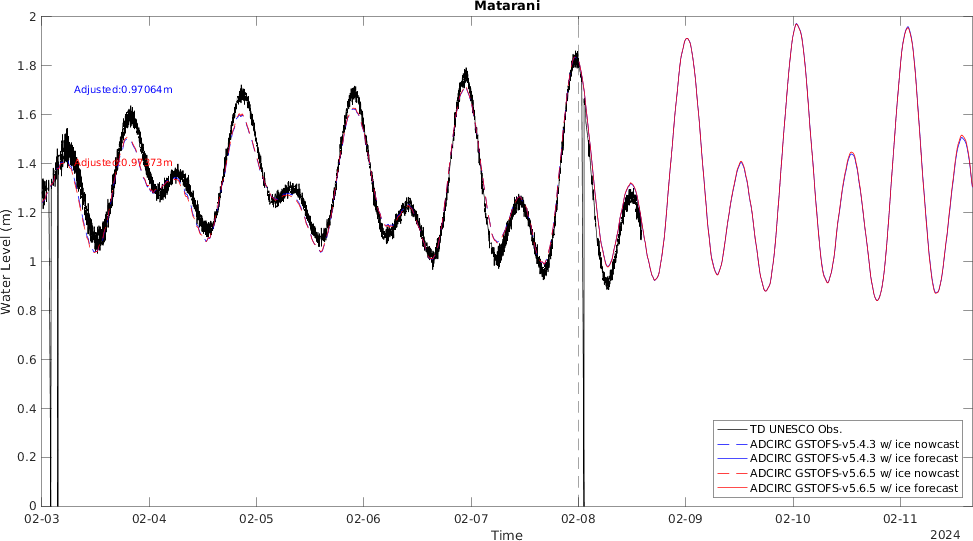 Matarani
2
1.8
1.6
1.4
1.2
1
0.8
0.6
0.4
0.2
0
Water Level (m)
Adjusted:0.97064m
02-03
02-04
02-05
02-06
02-07
02-08
02-09
02-10
02-11
Time
2024
TD UNESCO Obs.
ADCIRC GSTOFS-v5.4.3 w/ ice nowcast
ADCIRC GSTOFS-v5.4.3 w/ ice forecast
ADCIRC GSTOFS-v5.6.5 w/ ice nowcast
ADCIRC GSTOFS-v5.6.5 w/ ice forecast